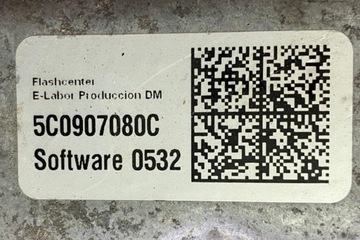 Flashcenter
E-Labor Produccion DM
5C0907080C
Software 0532